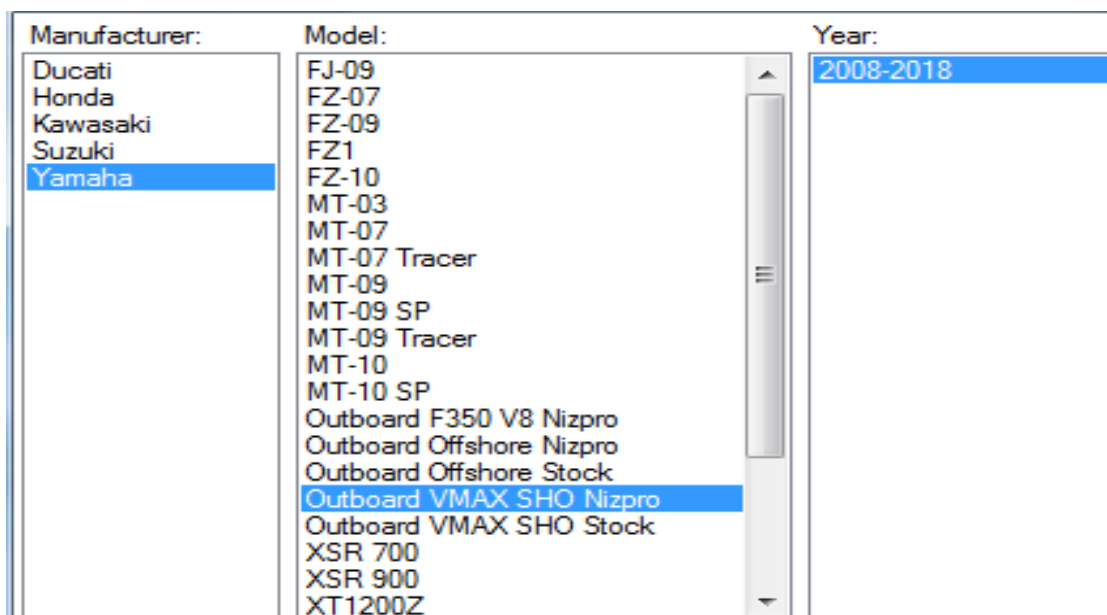 Manufacturer:
Ducati
Honda
Kawasaki
Suzuki
Yamaha
Model:
FJ-09
FZ-07
FZ-09
FZ1
FZ-10
MT-03
MT-07
MT-07 Tracer
MT-09
MT-09 SP
MT-09 Tracer
MT-10
MT-10 SP
Outboard F350 V8 Nizpro
Outboard Offshore Nizpro
Outboard Offshore Stock
Outboard VMAX SHO Nizpro
Outboard VMAX SHO Stock
XSR 700
XSR 900
XT1200Z
Year:
2008-2018